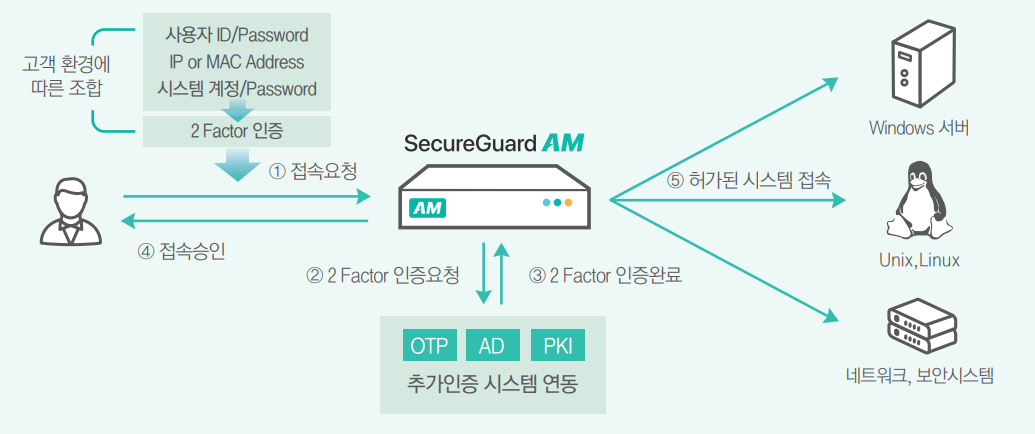 고객 환경에
따른 조합
사용자 ID/Password
IP or MAC Address
시스템 계정/Password
2 Factor 인증
① 접속요청
④ 접속승인
SecureGuard AM
AM
② 2 Factor 인증요청
③ 2 Factor 인증완료
OTP
AD
PKI
추가인증 시스템 연동
⑤ 허가된 시스템 접속
Windows 서버
Unix,Linux
네트워크, 보안시스템